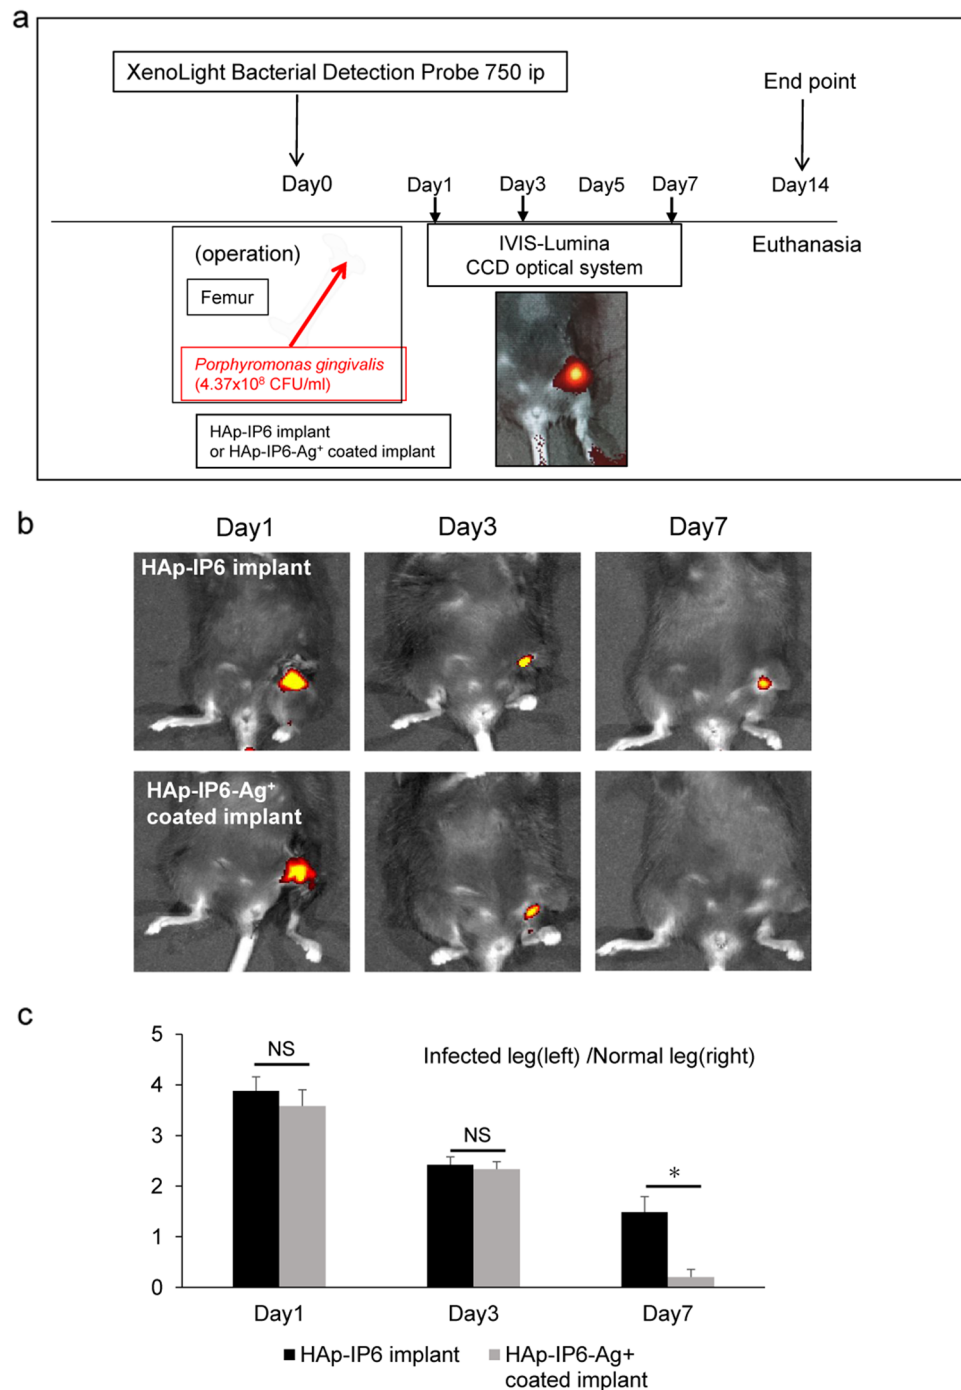 a
XenoLight Bacterial Detection Probe 750 ip
End point
Day0
Day1
Day3
Day5
Day7
Day14
(operation)
Femur
Porphyromonas gingivalis
(4.37x10⁸ CFU/ml)
HAp-IP6 implant
or HAp-IP6-Ag⁺ coated implant
IVIS-Lumina
CCD optical system
Euthanasia
b
Day1
Day3
Day7
HAp-IP6 implant
HAp-IP6-Ag⁺
coated implant
c
Infected leg(left) /Normal leg(right)
5
4
3
2
1
0
NS
NS
*
Day1
Day3
Day7
HAp-IP6 implant
HAp-IP6-Ag+
coated implant